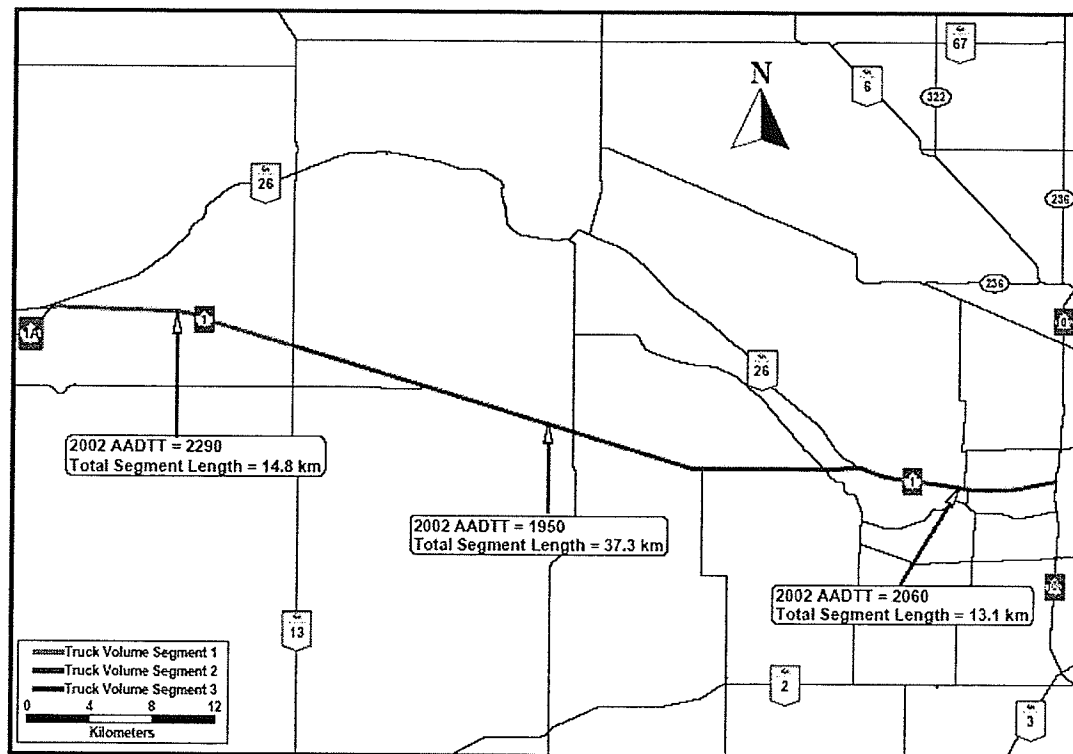 67
6
322
N
26
236
236
1A
1
26
2002 AADTT = 2290
Total Segment Length = 14.8 km
1
2002 AADTT = 1950
Total Segment Length = 37.3 km
2002 AADTT = 2060
Total Segment Length = 13.1 km
13
Truck Volume Segment 1
Truck Volume Segment 2
Truck Volume Segment 3
0 4 8 12
Kilometers
2
3